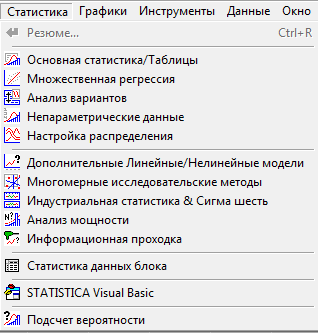 Статистика Графики Инструменты Данные Окно
Резюме... Ctrl+R
Основная статистика/Таблицы
Множественная регрессия
Анализ вариантов
Непараметрические данные
Настройка распределения
Дополнительные Линейные/Нелинейные модели
Многомерные исследовательские методы
Индустриальная статистика & Сигма шесть
Анализ мощности
Информационная проходка
Статистика данных блока
STATISTICA Visual Basic
Подсчет вероятности